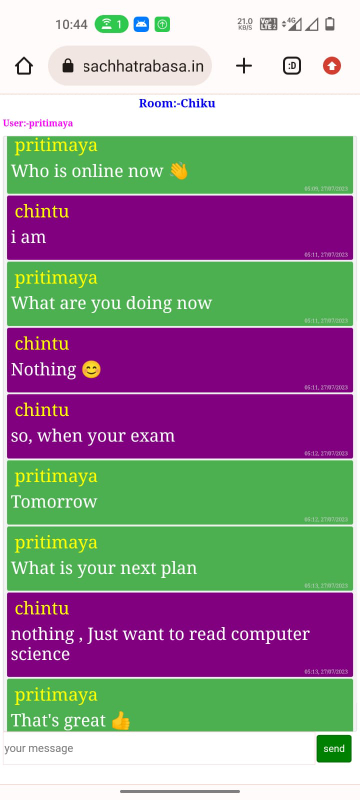 10:44
1
21.0
KB/S
4G
sachhatrabasa.in
:D
Room:-Chiku
User:-pritimaya
pritimaya
Who is online now 👋
05:09, 27/07/2023
chintu
i am
05:11, 27/07/2023
pritimaya
What are you doing now
05:11, 27/07/2023
chintu
Nothing 😊
05:11, 27/07/2023
chintu
so, when your exam
05:12, 27/07/2023
pritimaya
Tomorrow
05:12, 27/07/2023
pritimaya
What is your next plan
05:13, 27/07/2023
chintu
nothing , Just want to read computer
science
05:13, 27/07/2023
pritimaya
That's great 👍
your message
send